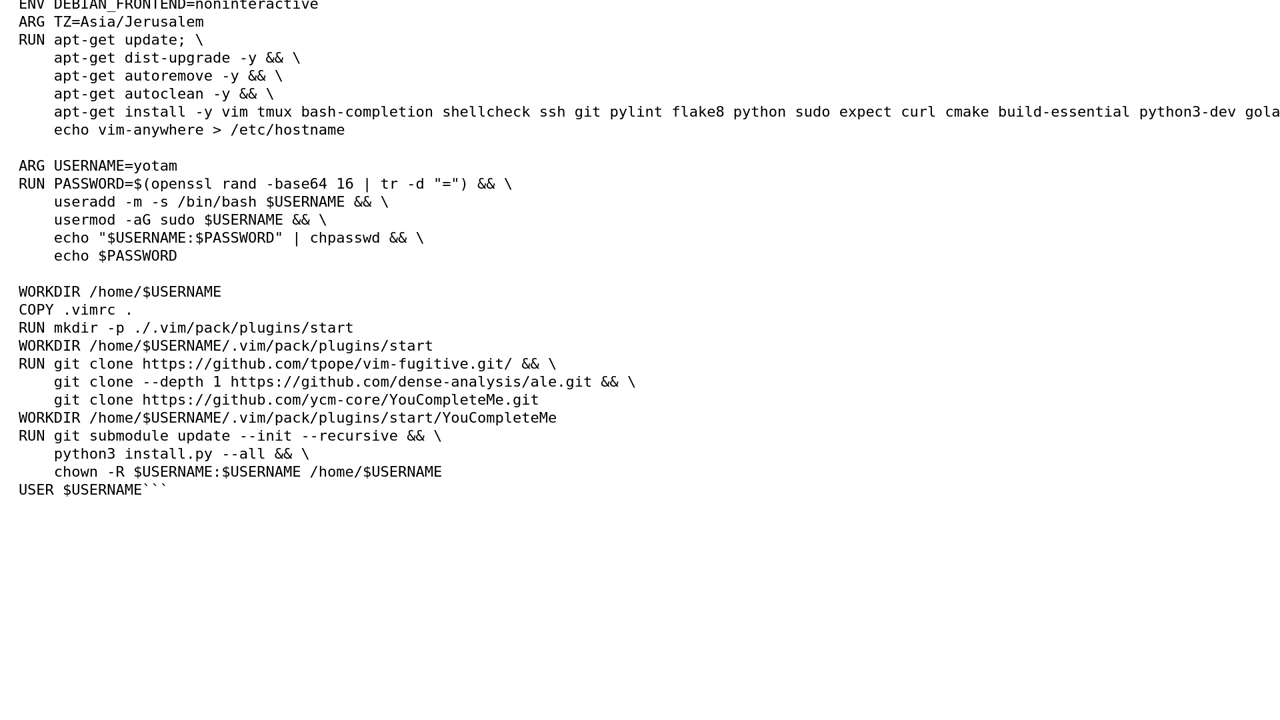 ENV DEBIAN_FRONTEND=noninteractive
ARG TZ=Asia/Jerusalem
RUN apt-get update; \
    apt-get dist-upgrade -y && \
    apt-get autoremove -y && \
    apt-get autoclean -y && \
    apt-get install -y vim tmux bash-completion shellcheck ssh git pylint flake8 python sudo expect curl cmake build-essential python3-dev gola
    echo vim-anywhere > /etc/hostname

ARG USERNAME=yotam
RUN PASSWORD=$(openssl rand -base64 16 | tr -d "=") && \
    useradd -m -s /bin/bash $USERNAME && \
    usermod -aG sudo $USERNAME && \
    echo "$USERNAME:$PASSWORD" | chpasswd && \
    echo $PASSWORD

WORKDIR /home/$USERNAME
COPY .vimrc .
RUN mkdir -p ./.vim/pack/plugins/start
WORKDIR /home/$USERNAME/.vim/pack/plugins/start
RUN git clone https://github.com/tpope/vim-fugitive.git/ && \
    git clone --depth 1 https://github.com/dense-analysis/ale.git && \
    git clone https://github.com/ycm-core/YouCompleteMe.git
WORKDIR /home/$USERNAME/.vim/pack/plugins/start/YouCompleteMe
RUN git submodule update --init --recursive && \
    python3 install.py --all && \
    chown -R $USERNAME:$USERNAME /home/$USERNAME
USER $USERNAME```